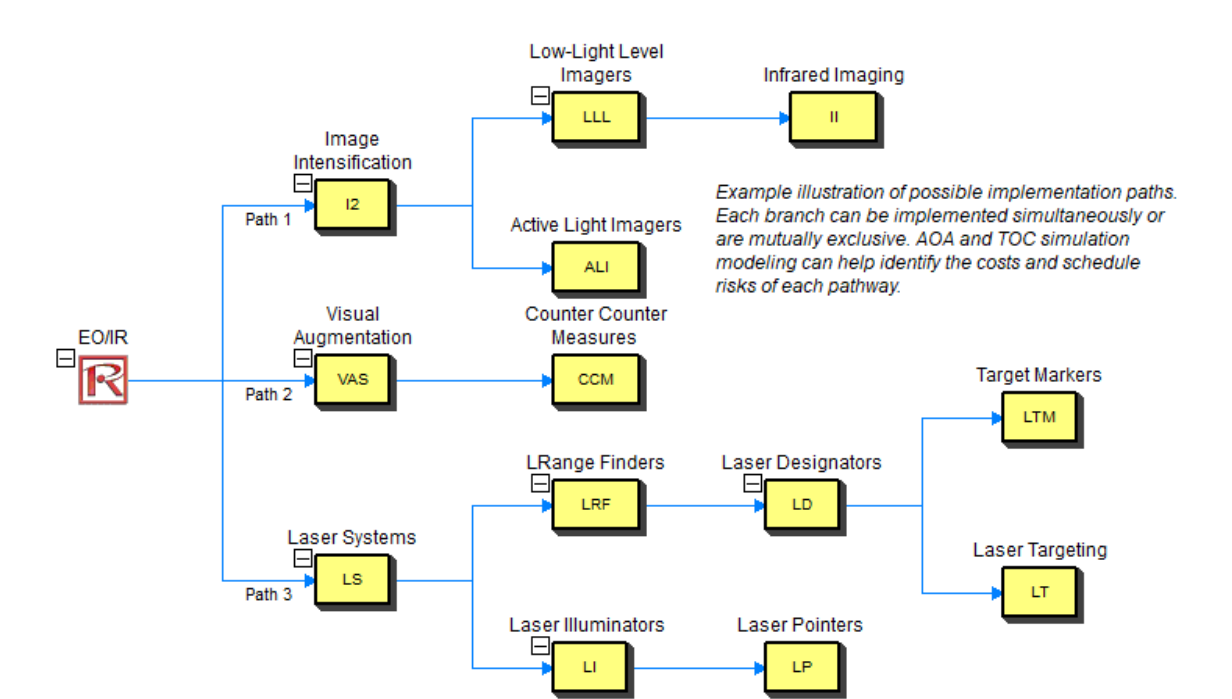 Low-Light Level
Imagers
LLL
Infrared Imaging
II
Image
Intensification
I2
Path 1
Example illustration of possible implementation paths.
Each branch can be implemented simultaneously or
are mutually exclusive. AOA and TOC simulation
modeling can help identify the costs and schedule
risks of each pathway.
Active Light Imagers
ALI
EO/IR
R
Visual
Augmentation
VAS
Path 2
Counter Counter
Measures
CCM
Target Markers
LTM
LRange Finders
LRF
Laser Designators
LD
Laser Systems
LS
Path 3
Laser Targeting
LT
Laser Illuminators
LI
Laser Pointers
LP